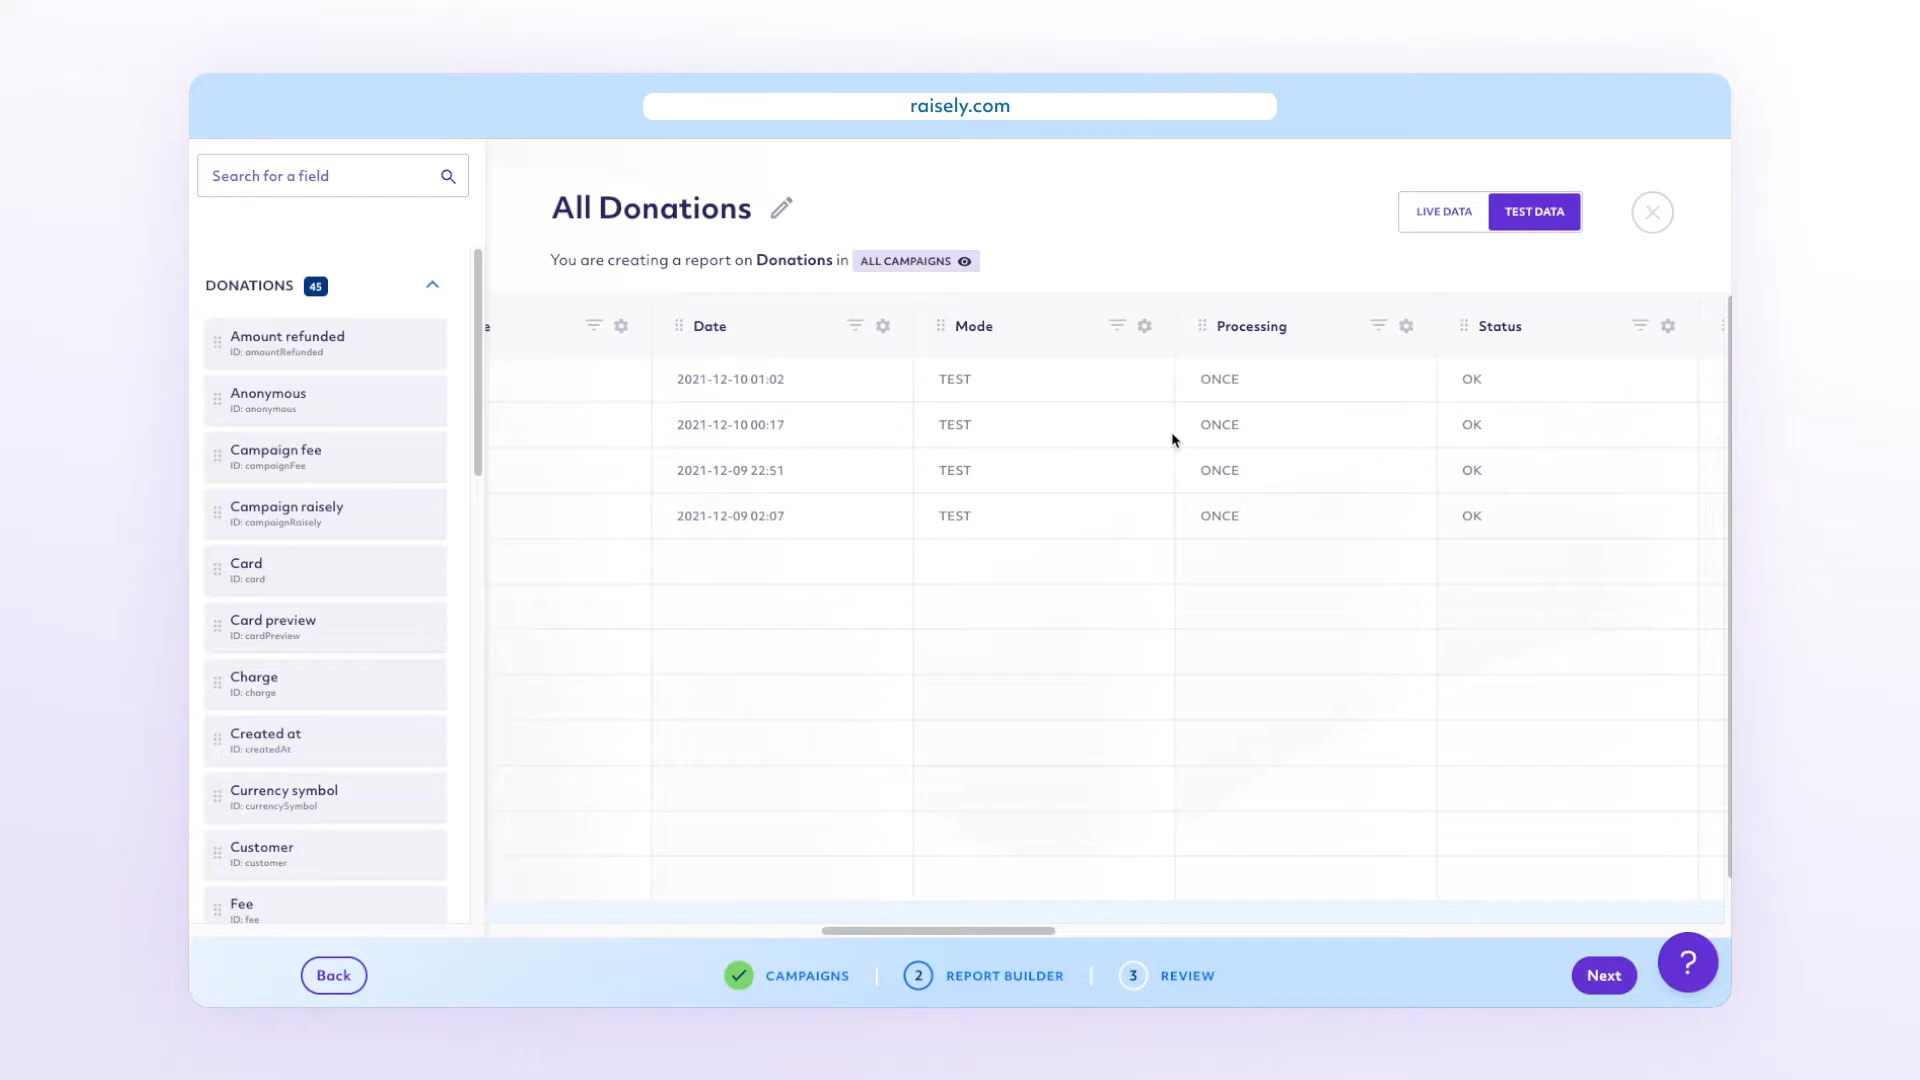 raisely.com
Search for a field
DONATIONS 45
Amount refunded
ID: amountRefunded
Anonymous
ID: anonymous
Campaign fee
ID: campaignFee
Campaign raisely
ID: campaignRaisely
Card
ID: card
Card preview
ID: cardPreview
Charge
ID: charge
Created at
ID: createdAt
Currency symbol
ID: currencySymbol
Customer
ID: customer
Fee
ID: fee
All Donations
LIVE DATA TEST DATA
You are creating a report on Donations in ALL CAMPAIGNS
e Date Mode Processing Status
2021-12-10 01:02 TEST ONCE OK
2021-12-10 00:17 TEST ONCE OK
2021-12-09 22:51 TEST ONCE OK
2021-12-09 02:07 TEST ONCE OK
Back CAMPAIGNS 2 REPORT BUILDER 3 REVIEW Next ?